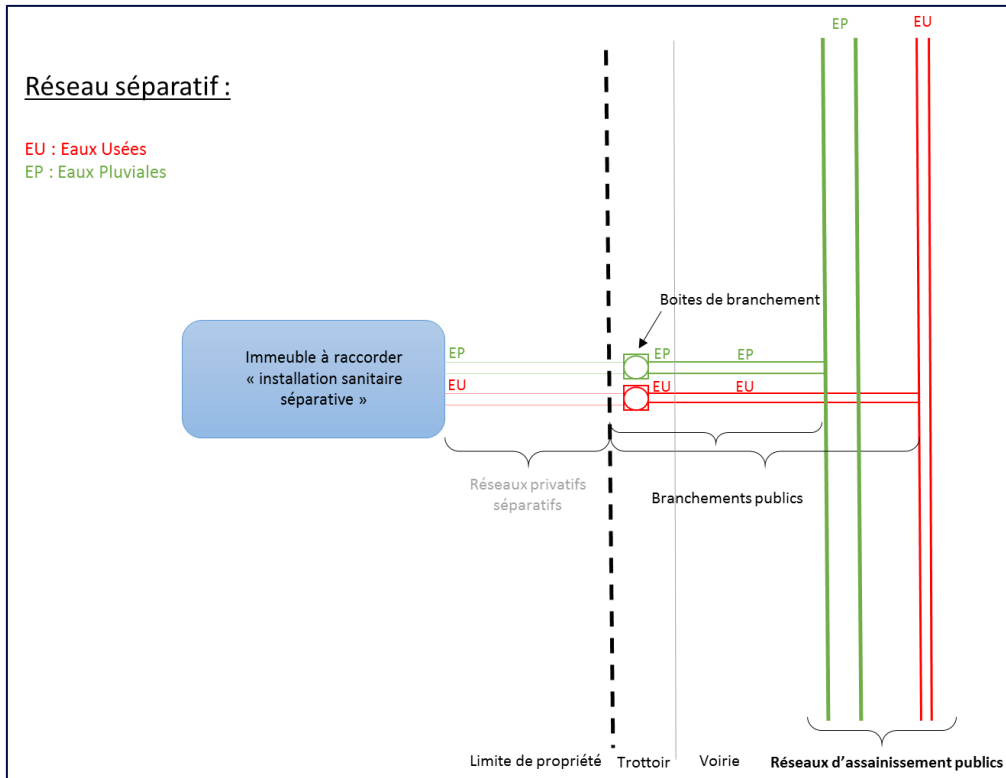 EP
EU
Réseau séparatif :
EU : Eaux Usées
EP : Eaux Pluviales
Boites de branchement
Immeuble à raccorder
« installation sanitaire
séparative »
EP
EP
EP
EU
EU
EU
Réseaux privatifs
séparatifs
Branchements publics
Limite de propriété
Trottoir
Voirie
Réseaux d’assainissement publics